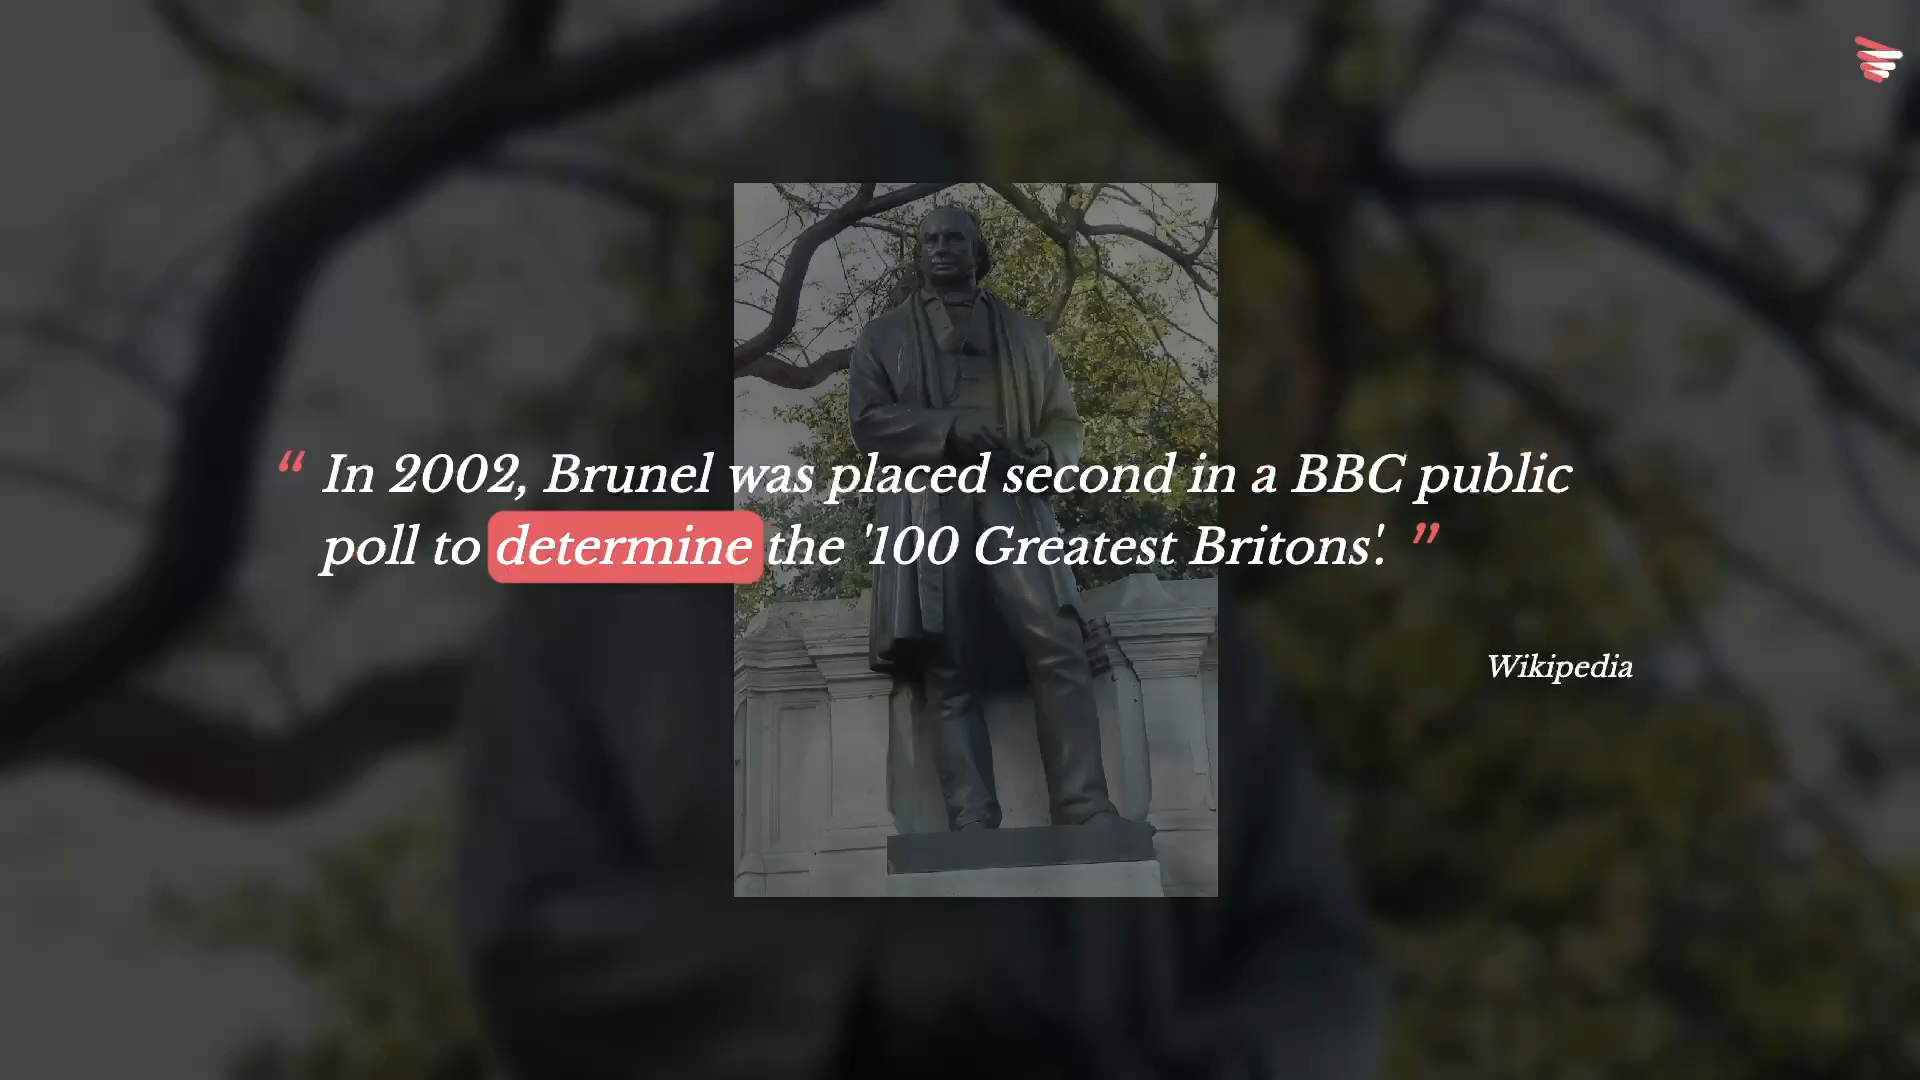 “ In 2002, Brunel was placed second in a BBC public
poll to determine the '100 Greatest Britons'. ”
Wikipedia